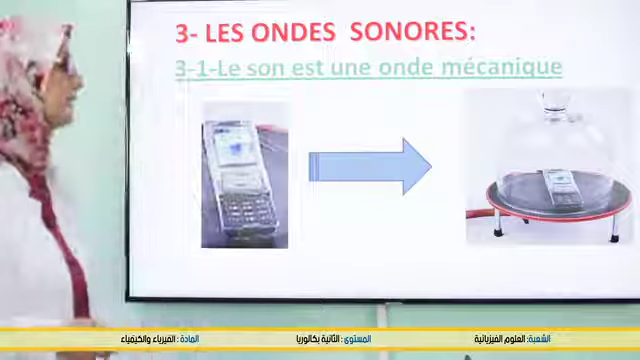 3- LES ONDES SONORES:
3-1-Le son est une onde mécanique
الشعبة: العلوم الفيزيائية
المستوى: الثانية بكالوريا
المادة: الفيزياء والكيمياء